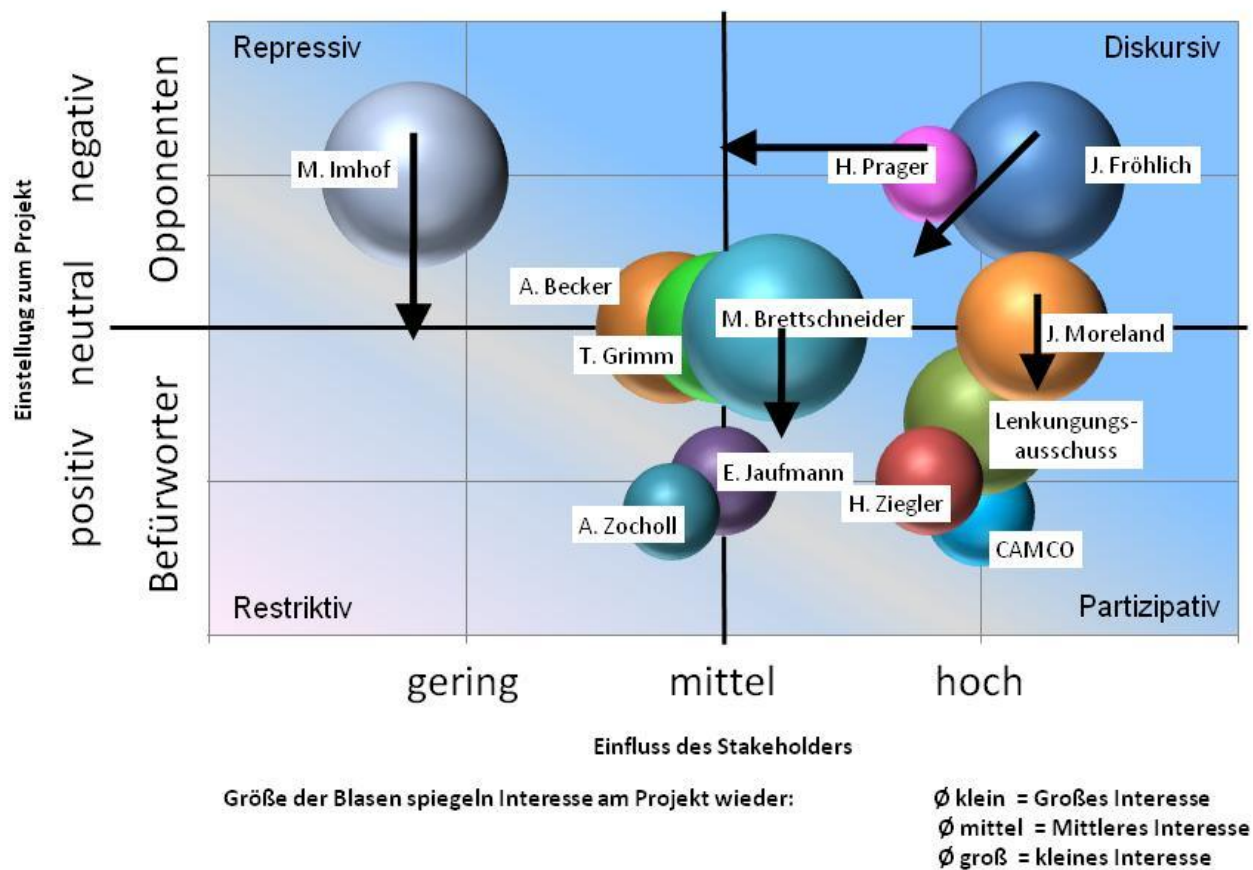 Repressiv
Diskursiv
Einstellung zum Projekt
negativ
neutral
positiv
Opponenten
Befürworter
M. Imhof
H. Prager
J. Fröhlich
A. Becker
M. Brettschneider
T. Grimm
J. Moreland
Lenkungungs-
ausschuss
E. Jaufmann
H. Ziegler
A. Zocholl
CAMCO
Restriktiv
Partizipativ
gering
mittel
hoch
Einfluss des Stakeholders
Größe der Blasen spiegeln Interesse am Projekt wieder:
Ø klein = Großes Interesse
Ø mittel = Mittleres Interesse
Ø groß = kleines Interesse